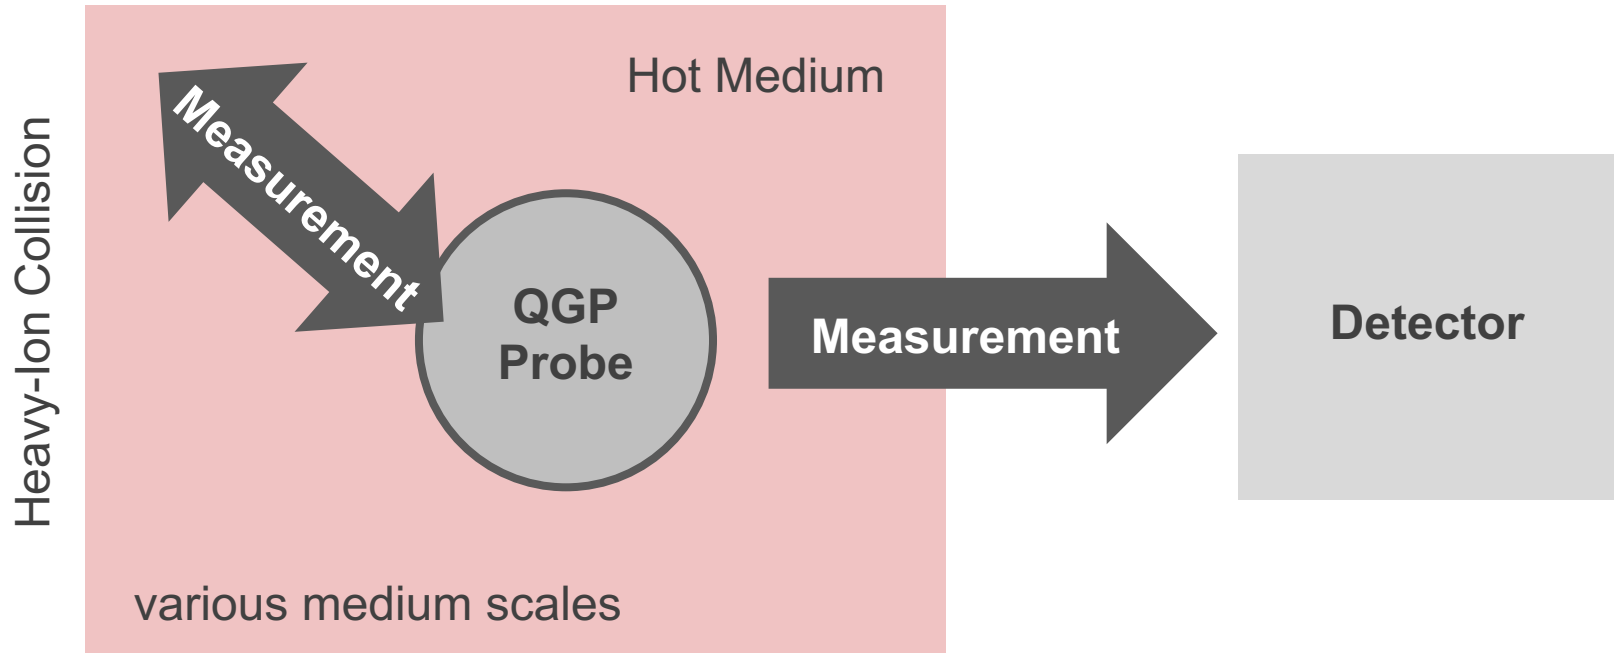 Heavy-Ion Collision
Hot Medium
Measurement
QGP
Probe
Measurement
Detector
various medium scales